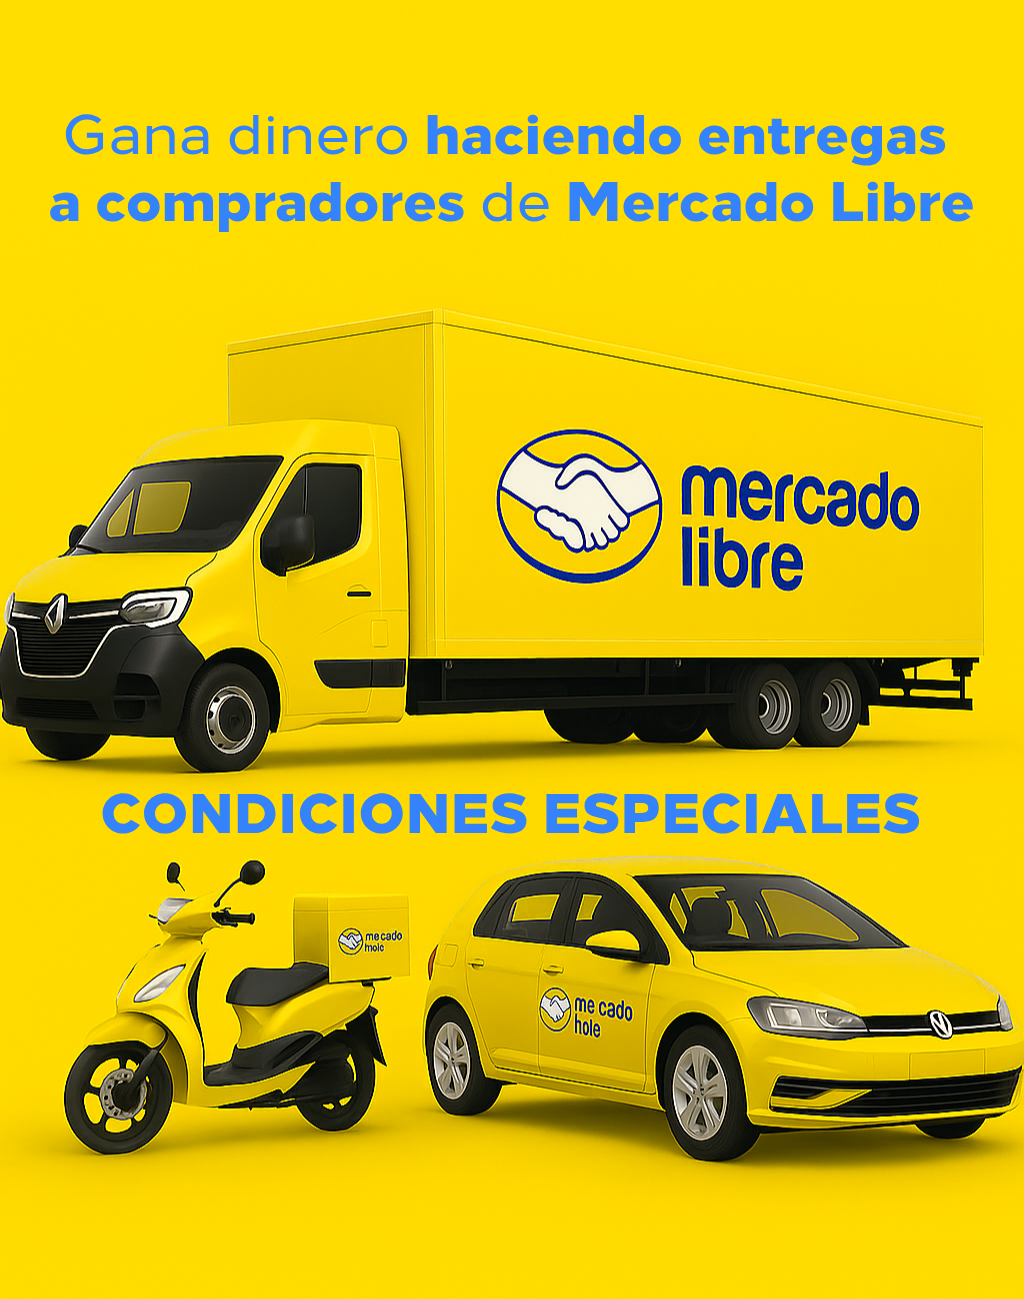 Gana dinero haciendo entregas
a compradores de Mercado Libre
mercado
libre
CONDICIONES ESPECIALES
me cado
hole
me cado
hole